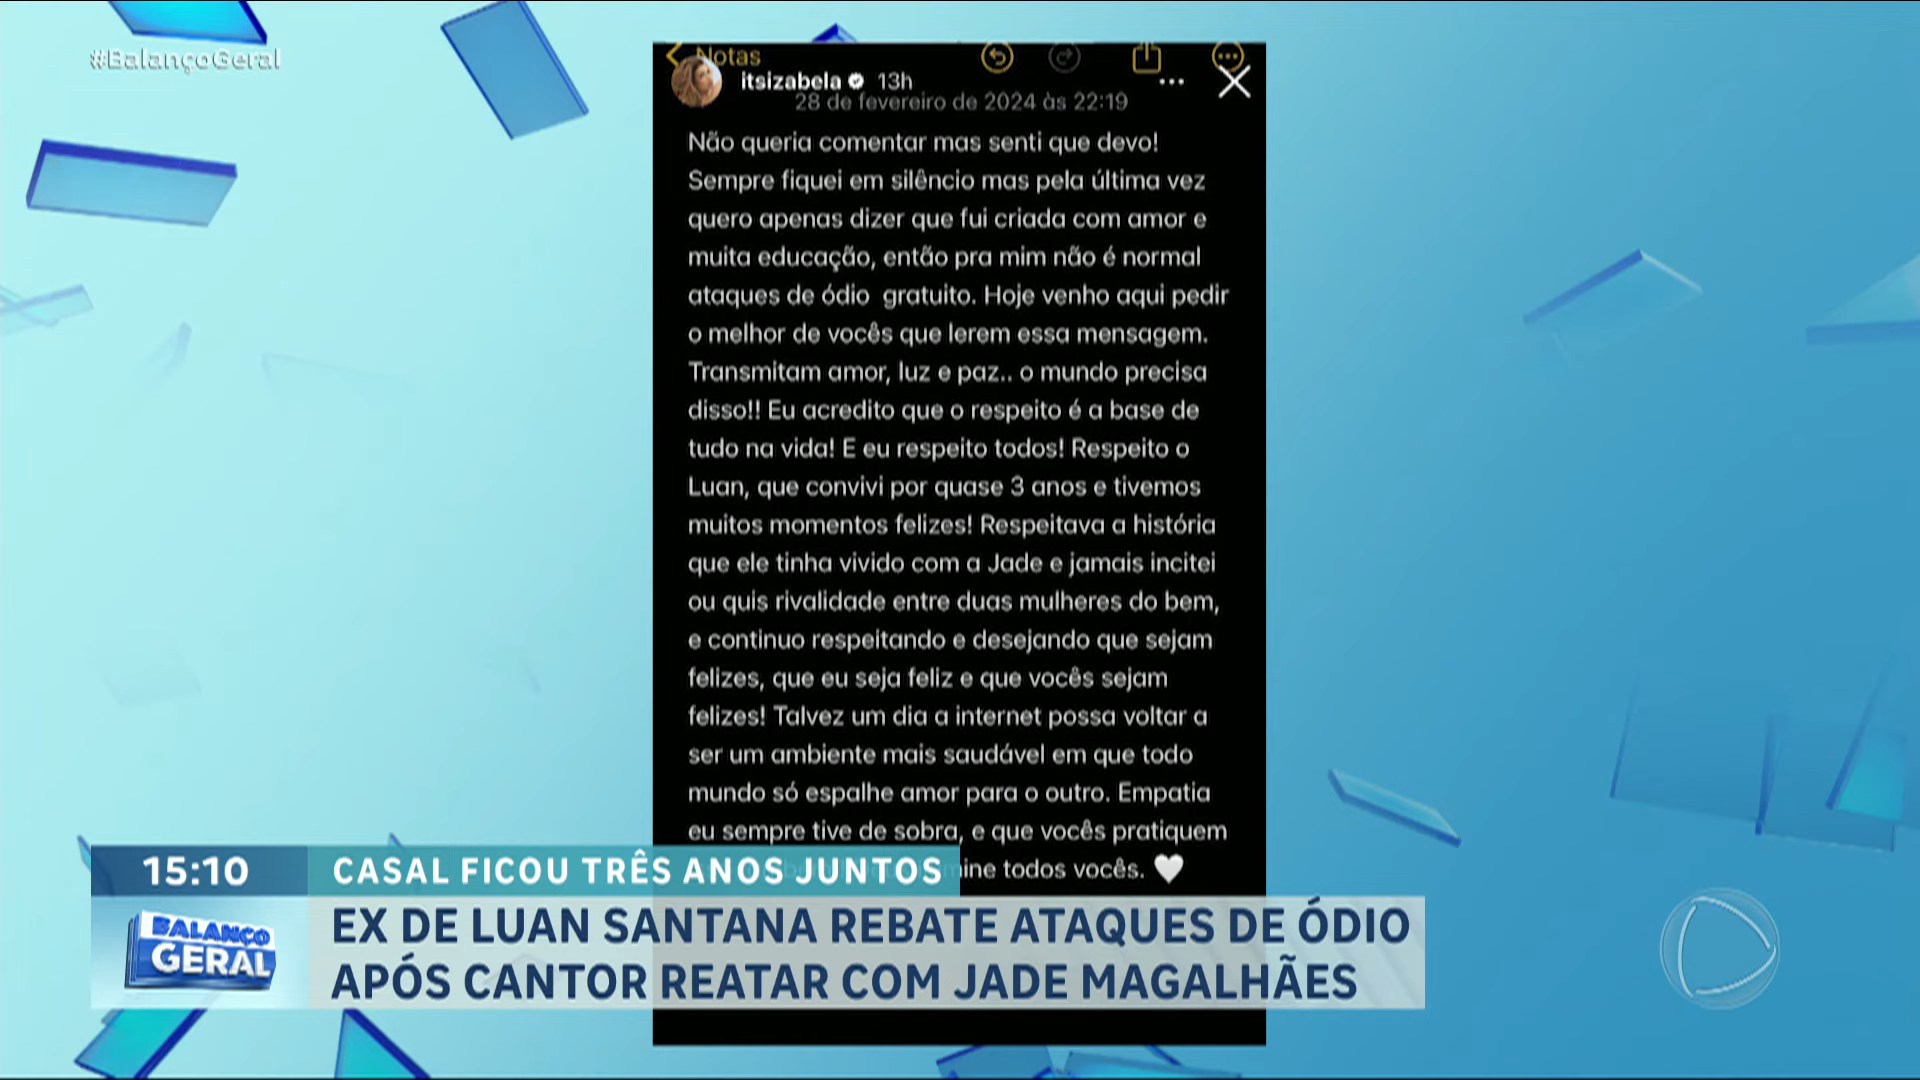 #BalançoGeral
Notas
itsizabela 13h
28 de fevereiro de 2024 às 22:19
Não queria comentar mas senti que devo!
Sempre fiquei em silêncio mas pela última vez
quero apenas dizer que fui criada com amor e
muita educação, então pra mim não é normal
ataques de ódio gratuito. Hoje venho aqui pedir
o melhor de vocês que lerem essa mensagem.
Transmitam amor, luz e paz.. o mundo precisa
disso!! Eu acredito que o respeito é a base de
tudo na vida! E eu respeito todos! Respeito o
Luan, que convivi por quase 3 anos e tivemos
muitos momentos felizes! Respeitava a história
que ele tinha vivido com a Jade e jamais incitei
ou quis rivalidade entre duas mulheres do bem,
e continuo respeitando e desejando que sejam
felizes, que eu seja feliz e que vocês sejam
felizes! Talvez um dia a internet possa voltar a
ser um ambiente mais saudável em que todo
mundo só espalhe amor para o outro. Empatia
eu sempre tive de sobra, e que vocês pratiquem
todos vocês. 🤍
15:10
CASAL FICOU TRÊS ANOS JUNTOS
BALANÇO
GERAL
EX DE LUAN SANTANA REBATE ATAQUES DE ÓDIO
APÓS CANTOR REATAR COM JADE MAGALHÃES